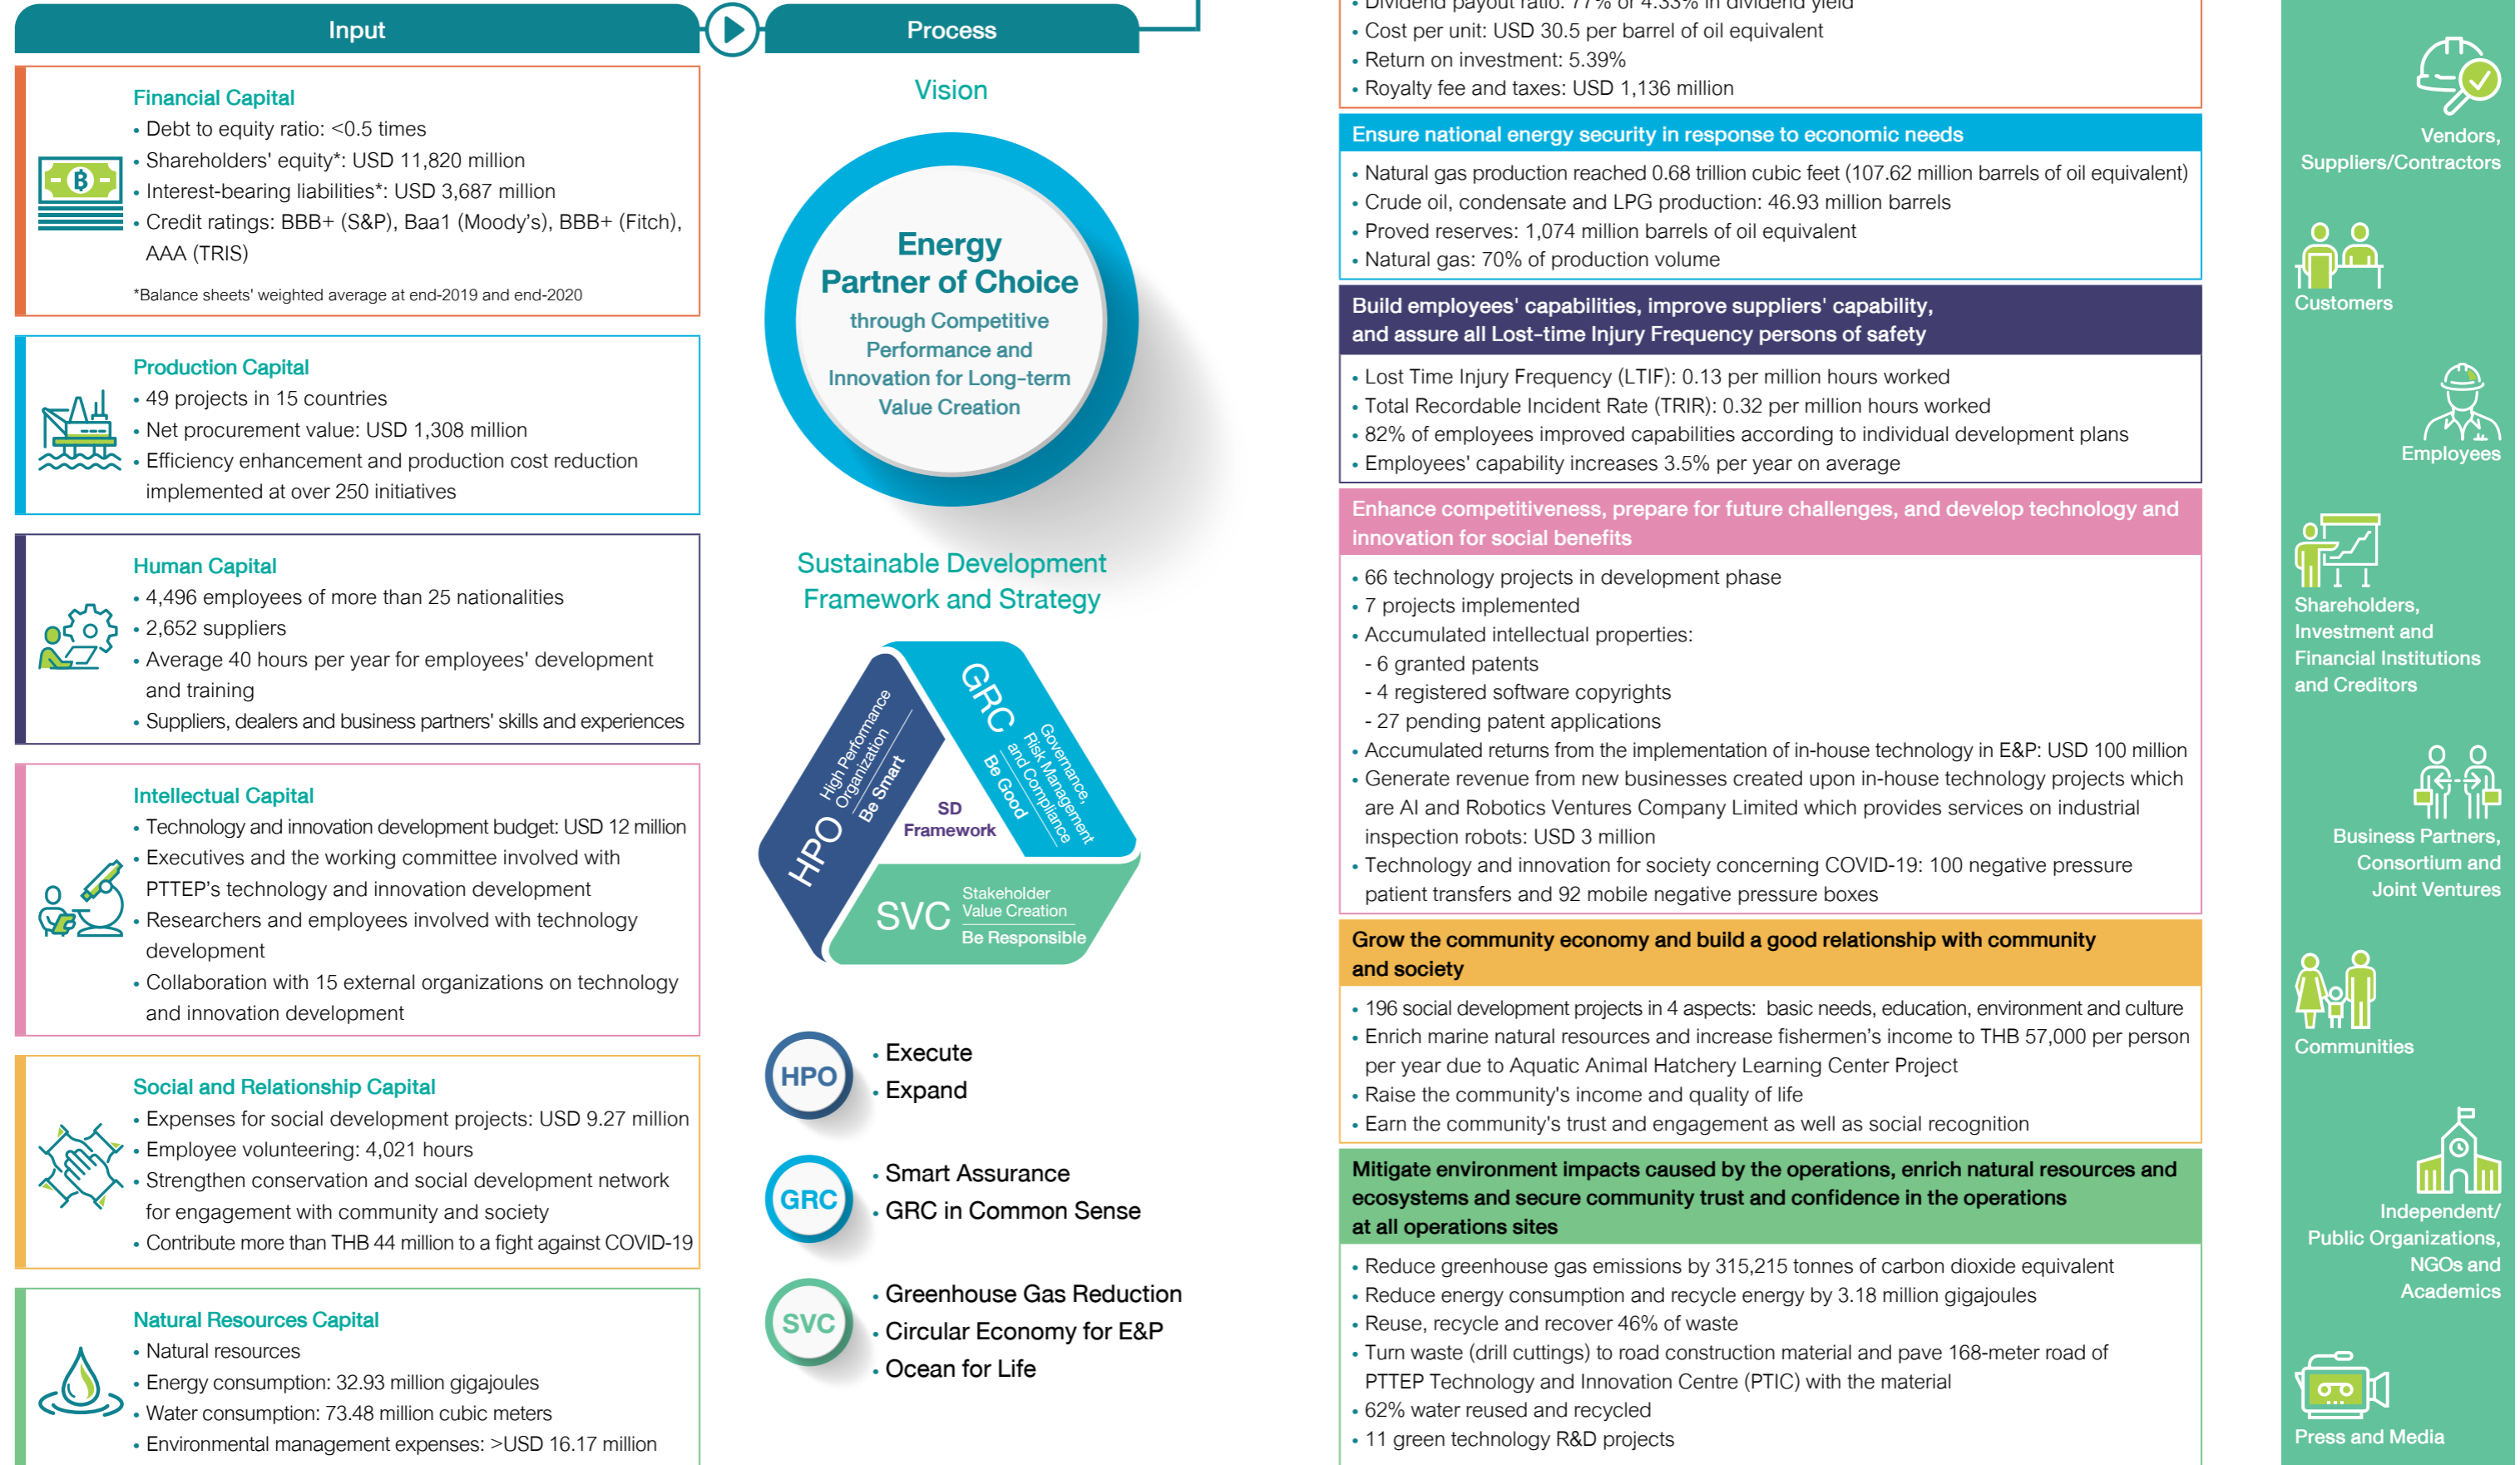 Input
Financial Capital
• Debt to equity ratio: <0.5 times
• Shareholders' equity*: USD 11,820 million
• Interest-bearing liabilities*: USD 3,687 million
• Credit ratings: BBB+ (S&P), Baa1 (Moody's), BBB+ (Fitch),
AAA (TRIS)
*Balance sheets' weighted average at end-2019 and end-2020
Production Capital
• 49 projects in 15 countries
• Net procurement value: USD 1,308 million
• Efficiency enhancement and production cost reduction
implemented at over 250 initiatives
Human Capital
• 4,496 employees of more than 25 nationalities
• 2,652 suppliers
• Average 40 hours per year for employees' development
and training
• Suppliers, dealers and business partners' skills and experiences
Intellectual Capital
• Technology and innovation development budget: USD 12 million
• Executives and the working committee involved with
PTTEP's technology and innovation development
• Researchers and employees involved with technology
development
• Collaboration with 15 external organizations on technology
and innovation development
Social and Relationship Capital
• Expenses for social development projects: USD 9.27 million
• Employee volunteering: 4,021 hours
• Strengthen conservation and social development network
for engagement with community and society
• Contribute more than THB 44 million to a fight against COVID-19
Natural Resources Capital
• Natural resources
• Energy consumption: 32.93 million gigajoules
• Water consumption: 73.48 million cubic meters
• Environmental management expenses: >USD 16.17 million
Process
Vision
Energy
Partner of Choice
through Competitive
Performance and
Innovation for Long-term
Value Creation
Sustainable Development
Framework and Strategy
HPO
High Performance
Organization
Be Smart
GRC
Governance,
Risk Management
and Compliance
Be Good
SD
Framework
SVC
Stakeholder
Value Creation
Be Responsible
HPO
• Execute
• Expand
GRC
• Smart Assurance
• GRC in Common Sense
SVC
• Greenhouse Gas Reduction
• Circular Economy for E&P
• Ocean for Life
• Dividend payout ratio: 77% or 4.33% in dividend yield
• Cost per unit: USD 30.5 per barrel of oil equivalent
• Return on investment: 5.39%
• Royalty fee and taxes: USD 1,136 million
Ensure national energy security in response to economic needs
• Natural gas production reached 0.68 trillion cubic feet (107.62 million barrels of oil equivalent)
• Crude oil, condensate and LPG production: 46.93 million barrels
• Proved reserves: 1,074 million barrels of oil equivalent
• Natural gas: 70% of production volume
Build employees' capabilities, improve suppliers' capability,
and assure all Lost-time Injury Frequency persons of safety
• Lost Time Injury Frequency (LTIF): 0.13 per million hours worked
• Total Recordable Incident Rate (TRIR): 0.32 per million hours worked
• 82% of employees improved capabilities according to individual development plans
• Employees' capability increases 3.5% per year on average
Enhance competitiveness, prepare for future challenges, and develop technology and
innovation for social benefits
• 66 technology projects in development phase
• 7 projects implemented
• Accumulated intellectual properties:
- 6 granted patents
- 4 registered software copyrights
- 27 pending patent applications
• Accumulated returns from the implementation of in-house technology in E&P: USD 100 million
• Generate revenue from new businesses created upon in-house technology projects which
are AI and Robotics Ventures Company Limited which provides services on industrial
inspection robots: USD 3 million
• Technology and innovation for society concerning COVID-19: 100 negative pressure
patient transfers and 92 mobile negative pressure boxes
Grow the community economy and build a good relationship with community
and society
• 196 social development projects in 4 aspects: basic needs, education, environment and culture
• Enrich marine natural resources and increase fishermen's income to THB 57,000 per person
per year due to Aquatic Animal Hatchery Learning Center Project
• Raise the community's income and quality of life
• Earn the community's trust and engagement as well as social recognition
Mitigate environment impacts caused by the operations, enrich natural resources and
ecosystems and secure community trust and confidence in the operations
at all operations sites
• Reduce greenhouse gas emissions by 315,215 tonnes of carbon dioxide equivalent
• Reduce energy consumption and recycle energy by 3.18 million gigajoules
• Reuse, recycle and recover 46% of waste
• Turn waste (drill cuttings) to road construction material and pave 168-meter road of
PTTEP Technology and Innovation Centre (PTIC) with the material
• 62% water reused and recycled
• 11 green technology R&D projects
Vendors,
Suppliers/Contractors
Customers
Employees
Shareholders,
Investment and
Financial Institutions
and Creditors
Business Partners,
Consortium and
Joint Ventures
Communities
Independent/
Public Organizations,
NGOs and
Academics
Press and Media